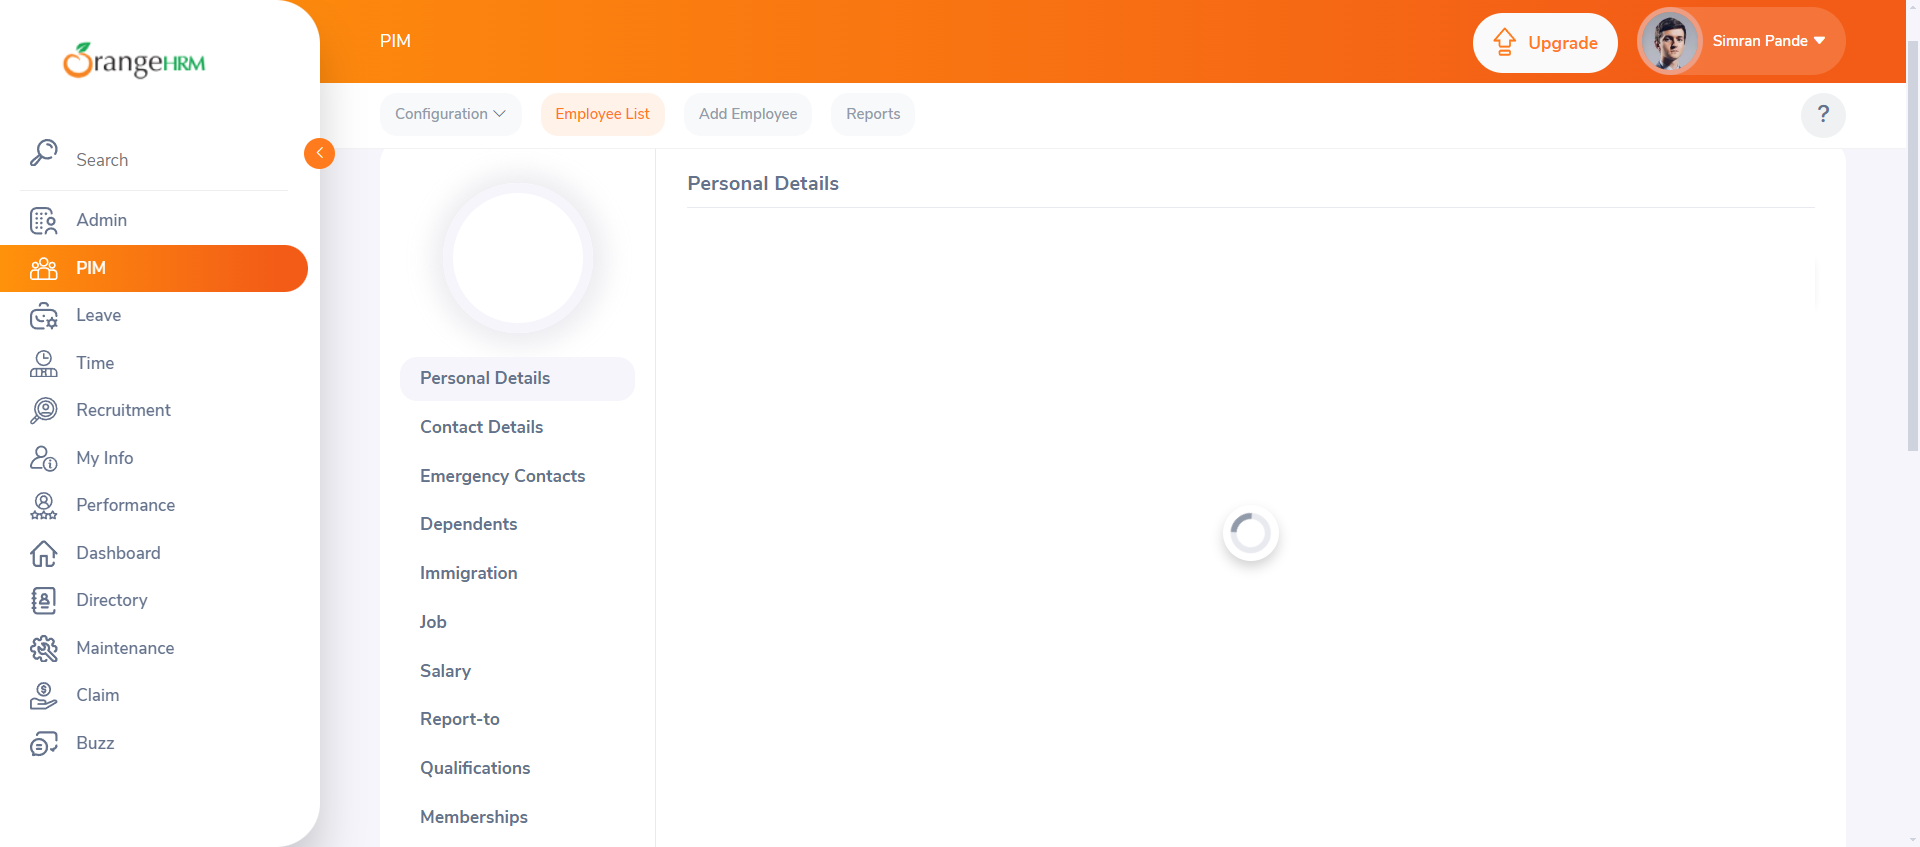 OrangeHRM
PIM
Upgrade
Simran Pande
Configuration
Employee List
Add Employee
Reports
?
Search
Admin
PIM
Leave
Time
Recruitment
My Info
Performance
Dashboard
Directory
Maintenance
Claim
Buzz
Personal Details
Contact Details
Emergency Contacts
Dependents
Immigration
Job
Salary
Report-to
Qualifications
Memberships
Personal Details